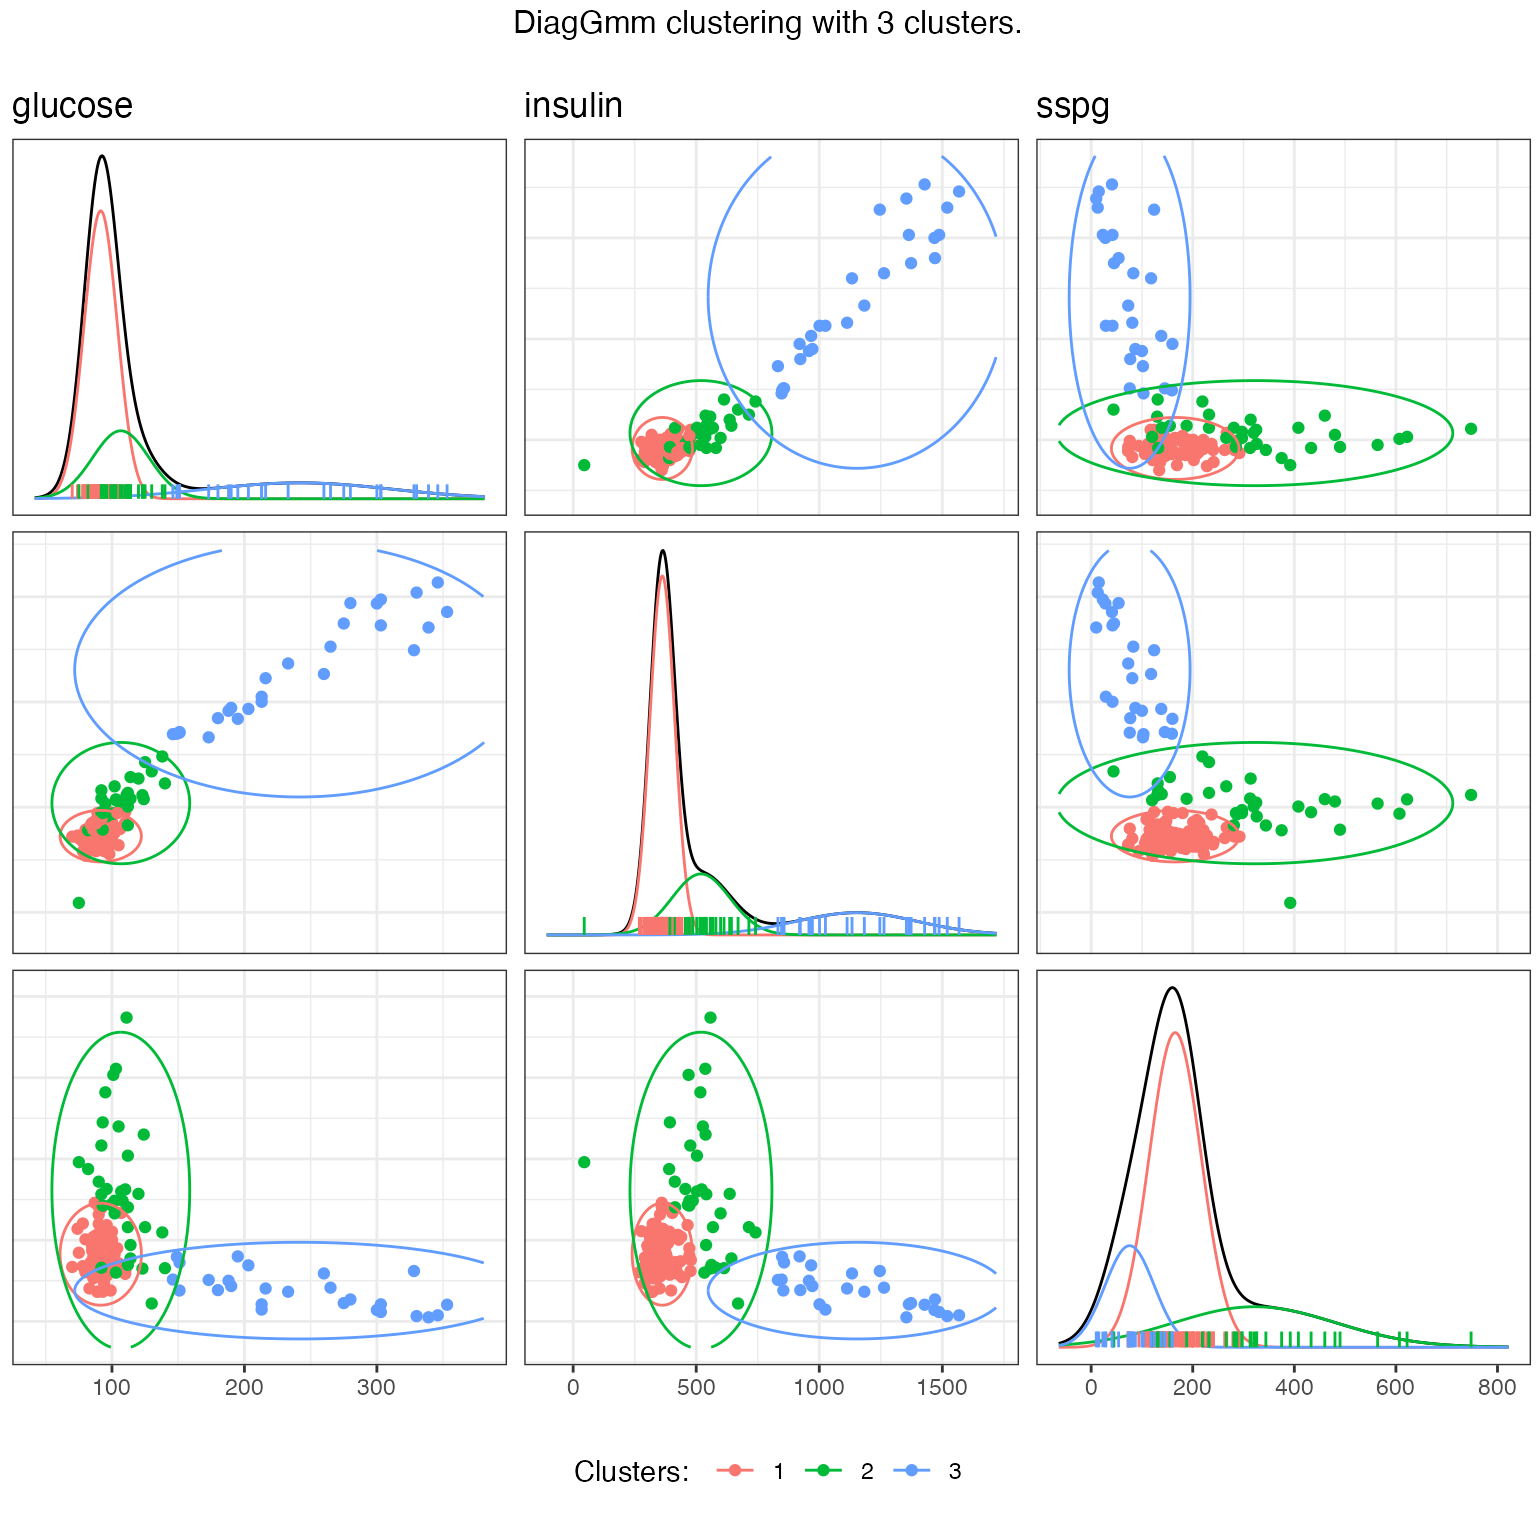 DiagGmm clustering with 3 clusters.
glucose insulin sspg
100 200 300 0 500 1000 1500 0 200 400 600 800
Clusters: 1 2 3